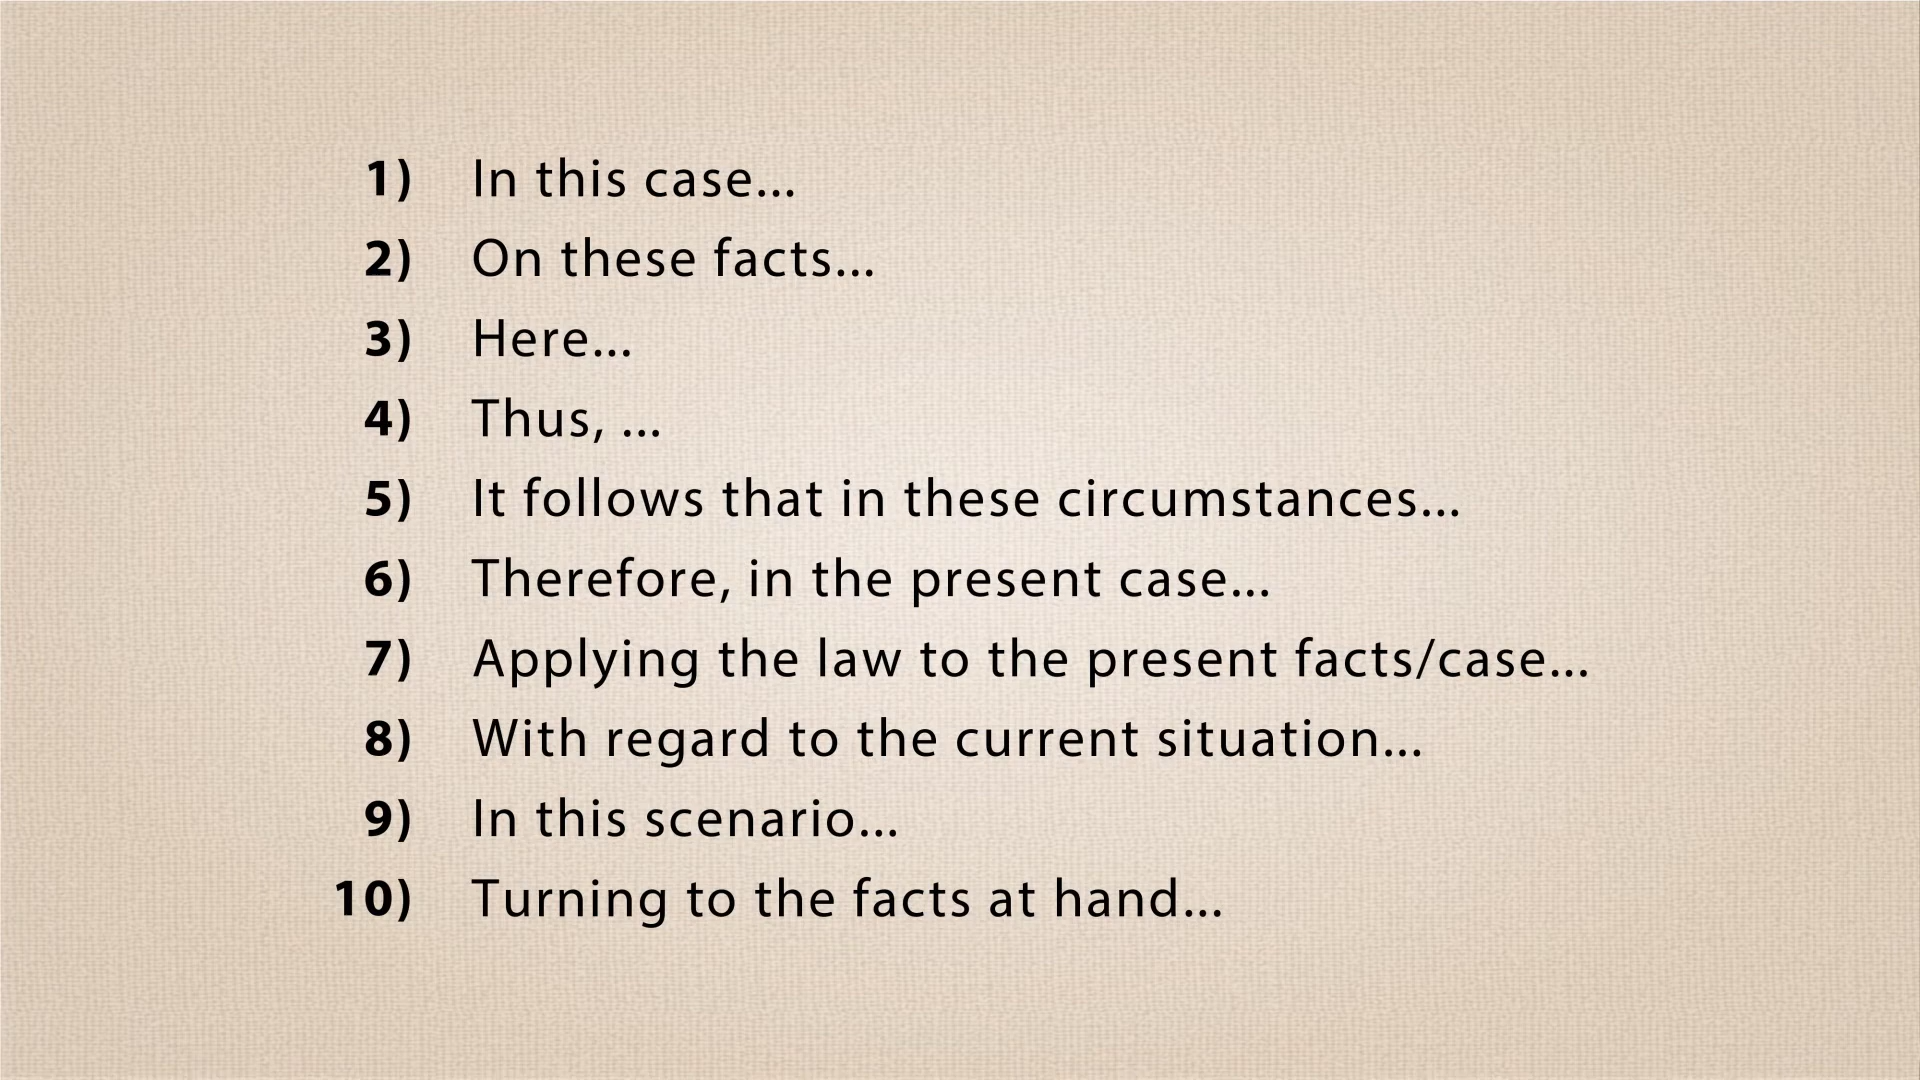 1) In this case...
2) On these facts...
3) Here...
4) Thus, ...
5) It follows that in these circumstances...
6) Therefore, in the present case...
7) Applying the law to the present facts/case...
8) With regard to the current situation...
9) In this scenario...
10) Turning to the facts at hand...